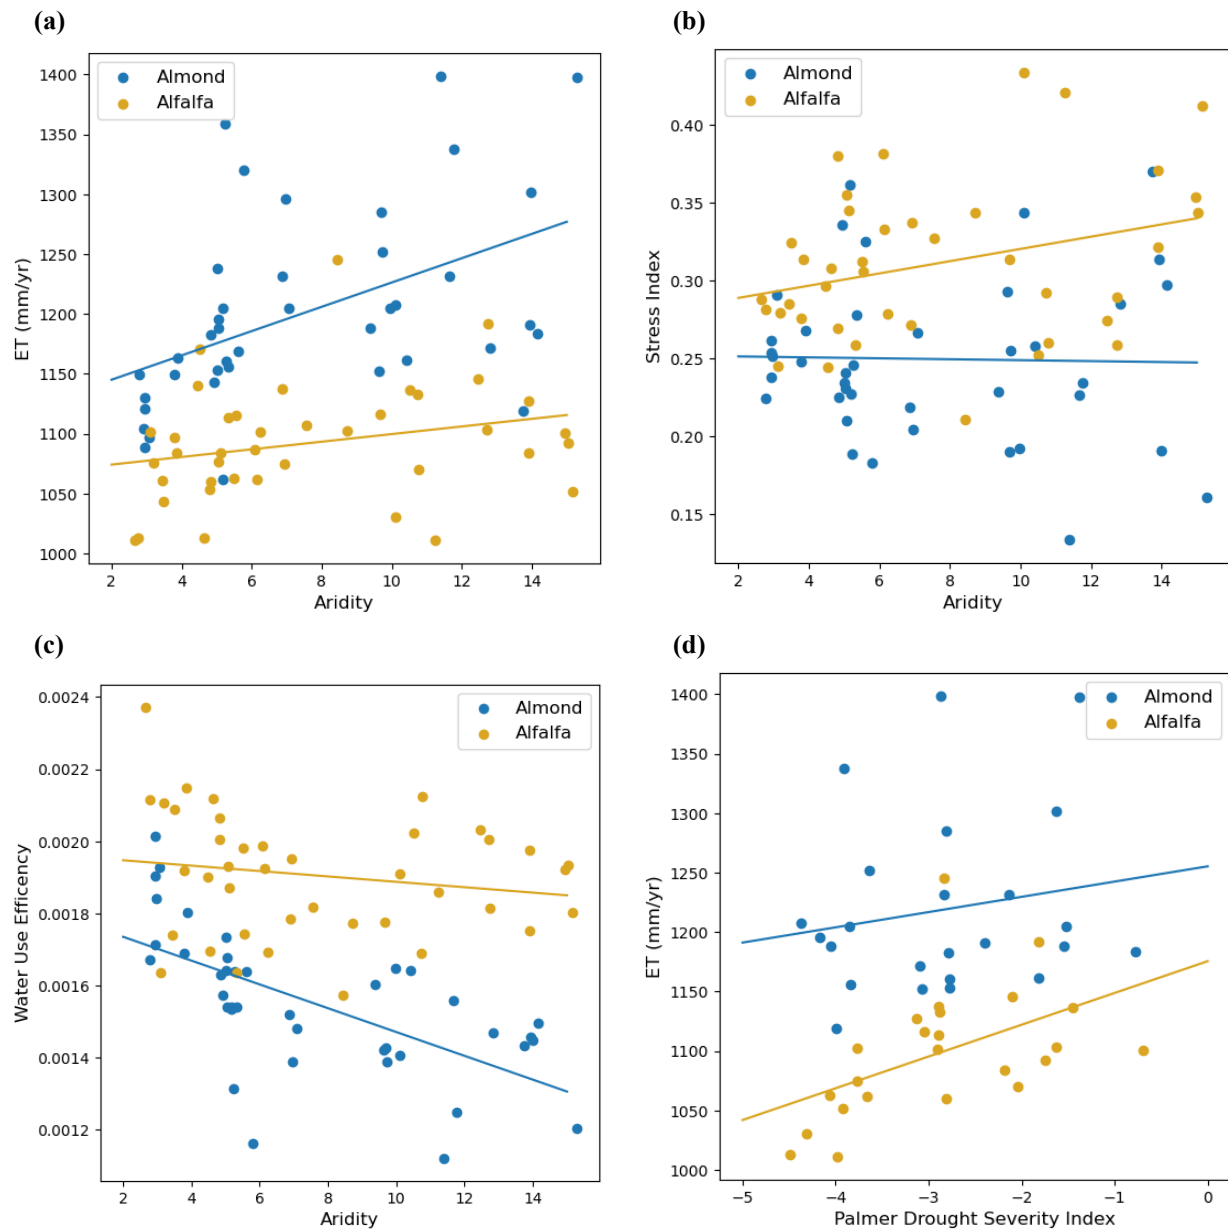 (a)
Almond
Alfalfa
1400
1350
1300
1250
1200
1150
1100
1050
1000
ET (mm/yr)
2 4 6 8 10 12 14
Aridity
(b)
Almond
Alfalfa
0.40
0.35
0.30
0.25
0.20
0.15
Stress Index
2 4 6 8 10 12 14
Aridity
(c)
Almond
Alfalfa
0.0024
0.0022
0.0020
0.0018
0.0016
0.0014
0.0012
Water Use Efficency
2 4 6 8 10 12 14
Aridity
(d)
Almond
Alfalfa
1400
1350
1300
1250
1200
1150
1100
1050
1000
ET (mm/yr)
−5 −4 −3 −2 −1 0
Palmer Drought Severity Index